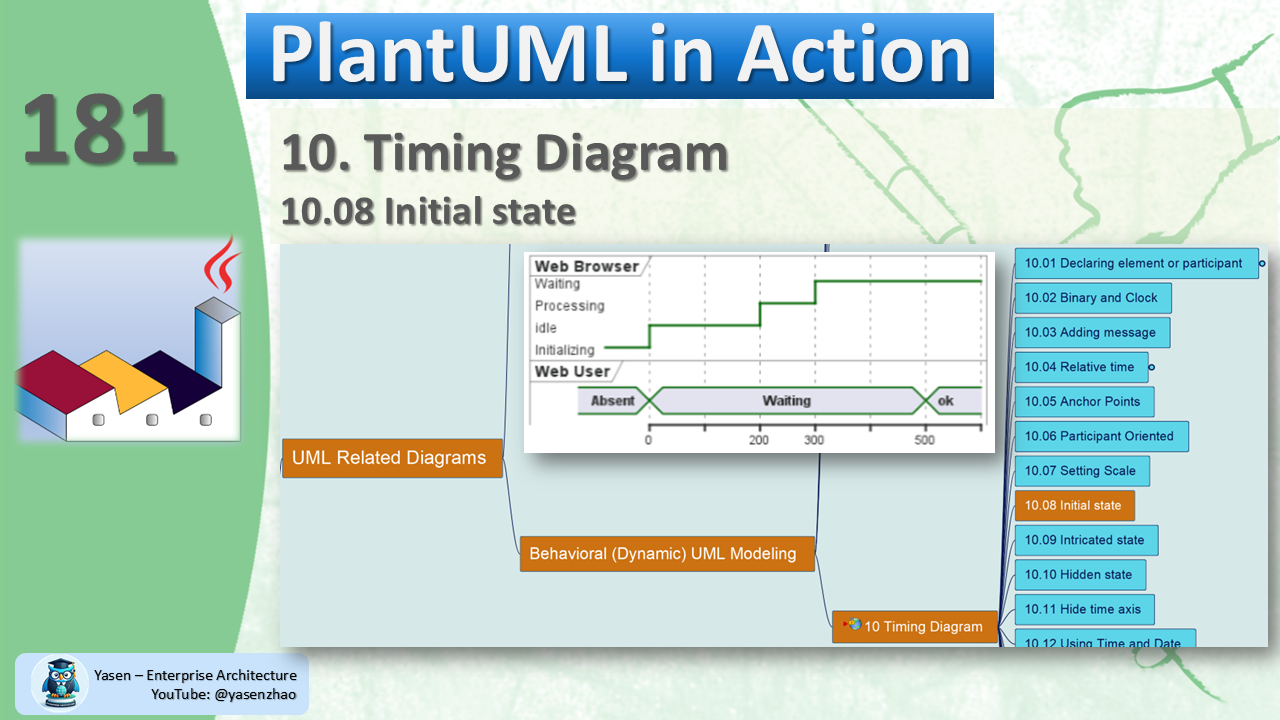 PlantUML in Action
181
10. Timing Diagram
10.08 Initial state
Web Browser
Waiting
Processing
idle
Initializing
Web User
Absent
Waiting
ok
0
200
300
500
UML Related Diagrams
Behavioral (Dynamic) UML Modeling
10 Timing Diagram
10.01 Declaring element or participant
10.02 Binary and Clock
10.03 Adding message
10.04 Relative time
10.05 Anchor Points
10.06 Participant Oriented
10.07 Setting Scale
10.08 Initial state
10.09 Intricated state
10.10 Hidden state
10.11 Hide time axis
10.12 Using Time and Date
Yasen – Enterprise Architecture
YouTube: @yasenzhao